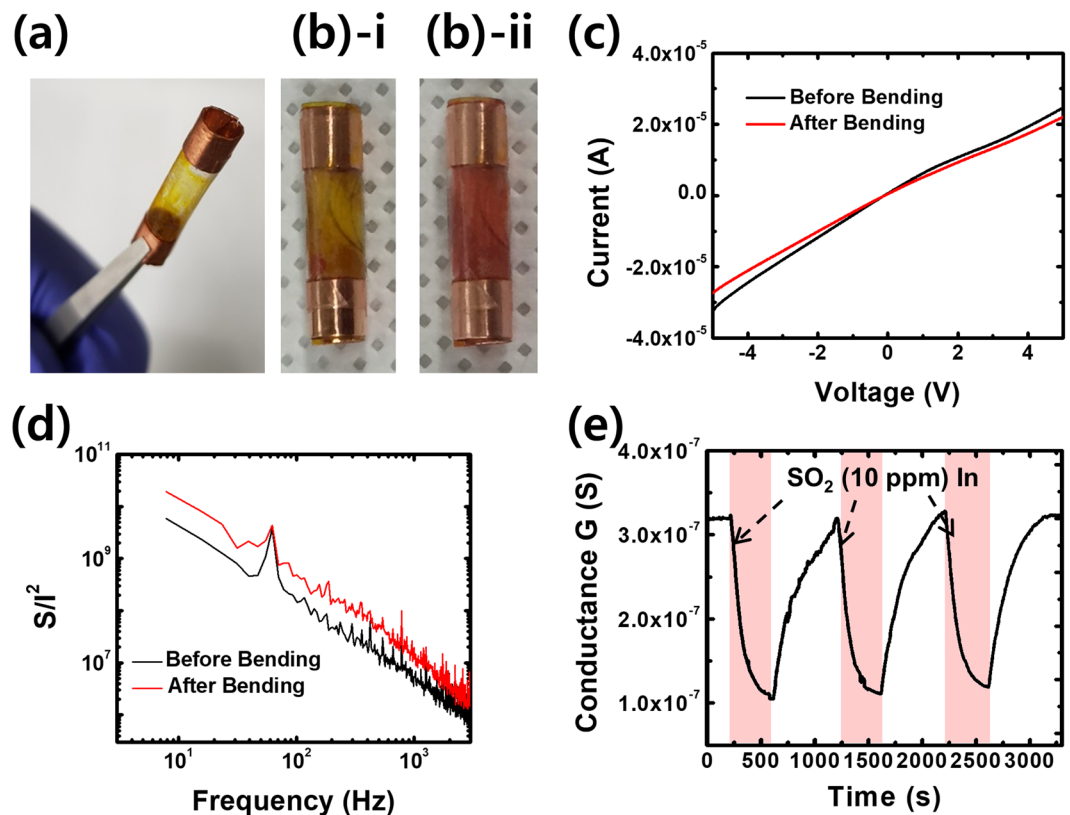 (a)
(b)-i
(b)-ii
(c)
4.0x10⁻⁵
2.0x10⁻⁵
0.0
-2.0x10⁻⁵
-4.0x10⁻⁵
Current (A)
Before Bending
After Bending
-4
-2
0
2
4
Voltage (V)
(d)
10¹¹
10⁹
10⁷
S/I²
Before Bending
After Bending
10¹
10²
10³
Frequency (Hz)
(e)
4.0x10⁻⁷
3.0x10⁻⁷
2.0x10⁻⁷
1.0x10⁻⁷
Conductance G (S)
SO₂ (10 ppm) In
0
500
1000
1500
2000
2500
3000
Time (s)